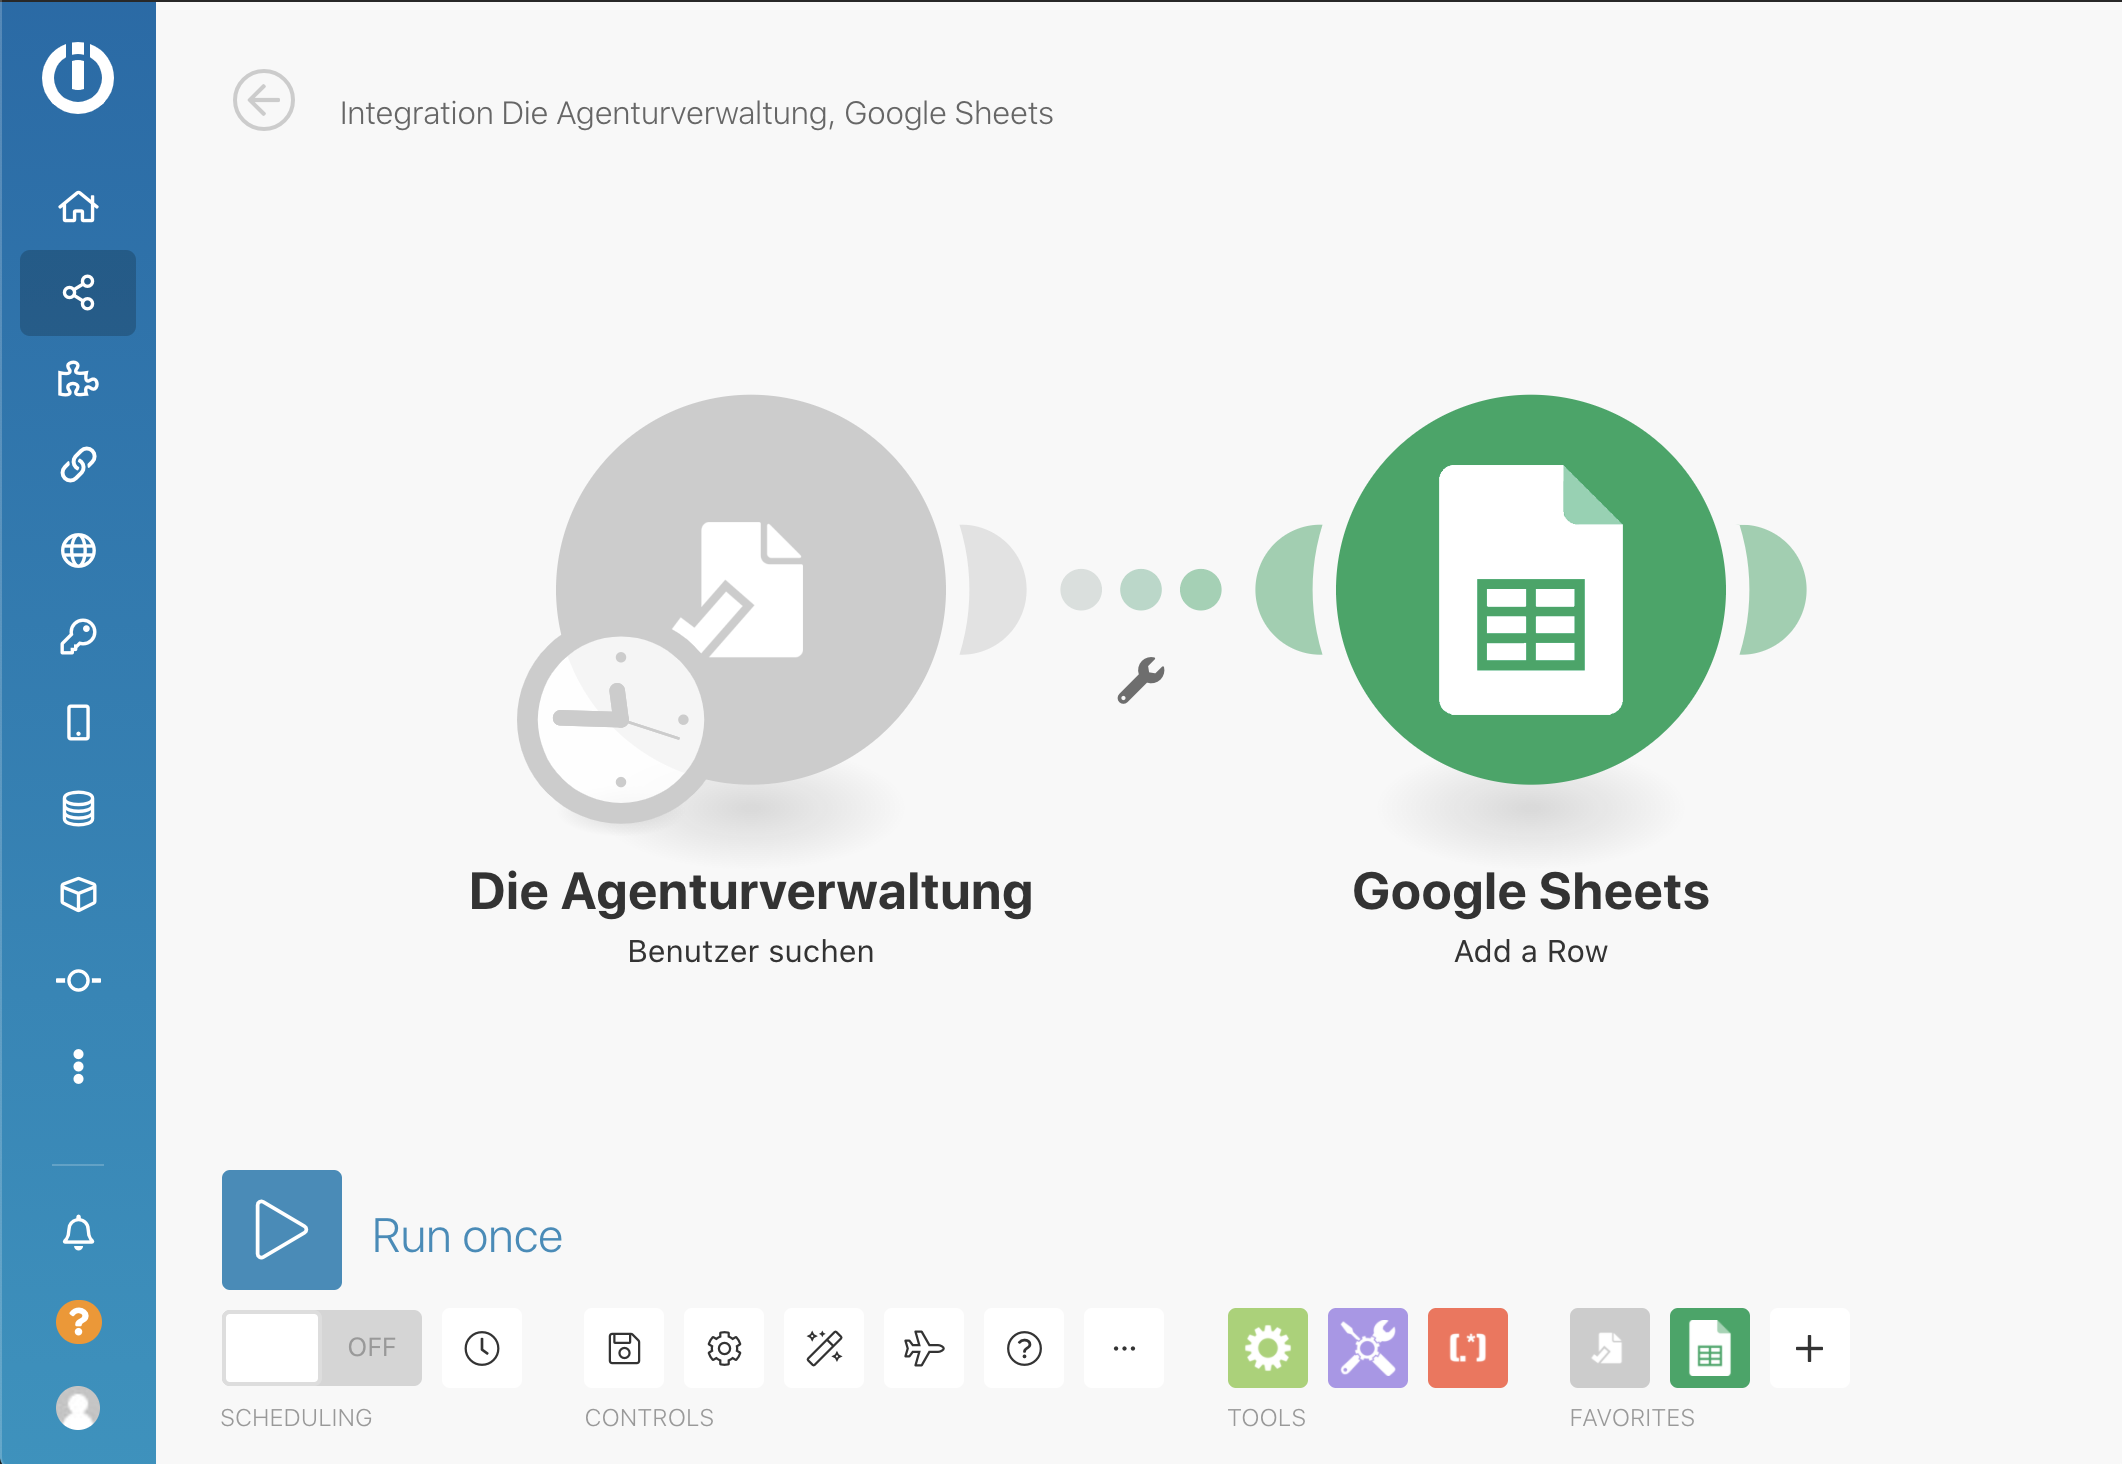 Integration Die Agenturverwaltung, Google Sheets
Die Agenturverwaltung
Benutzer suchen
Google Sheets
Add a Row
Run once
OFF
SCHEDULING
CONTROLS
TOOLS
FAVORITES